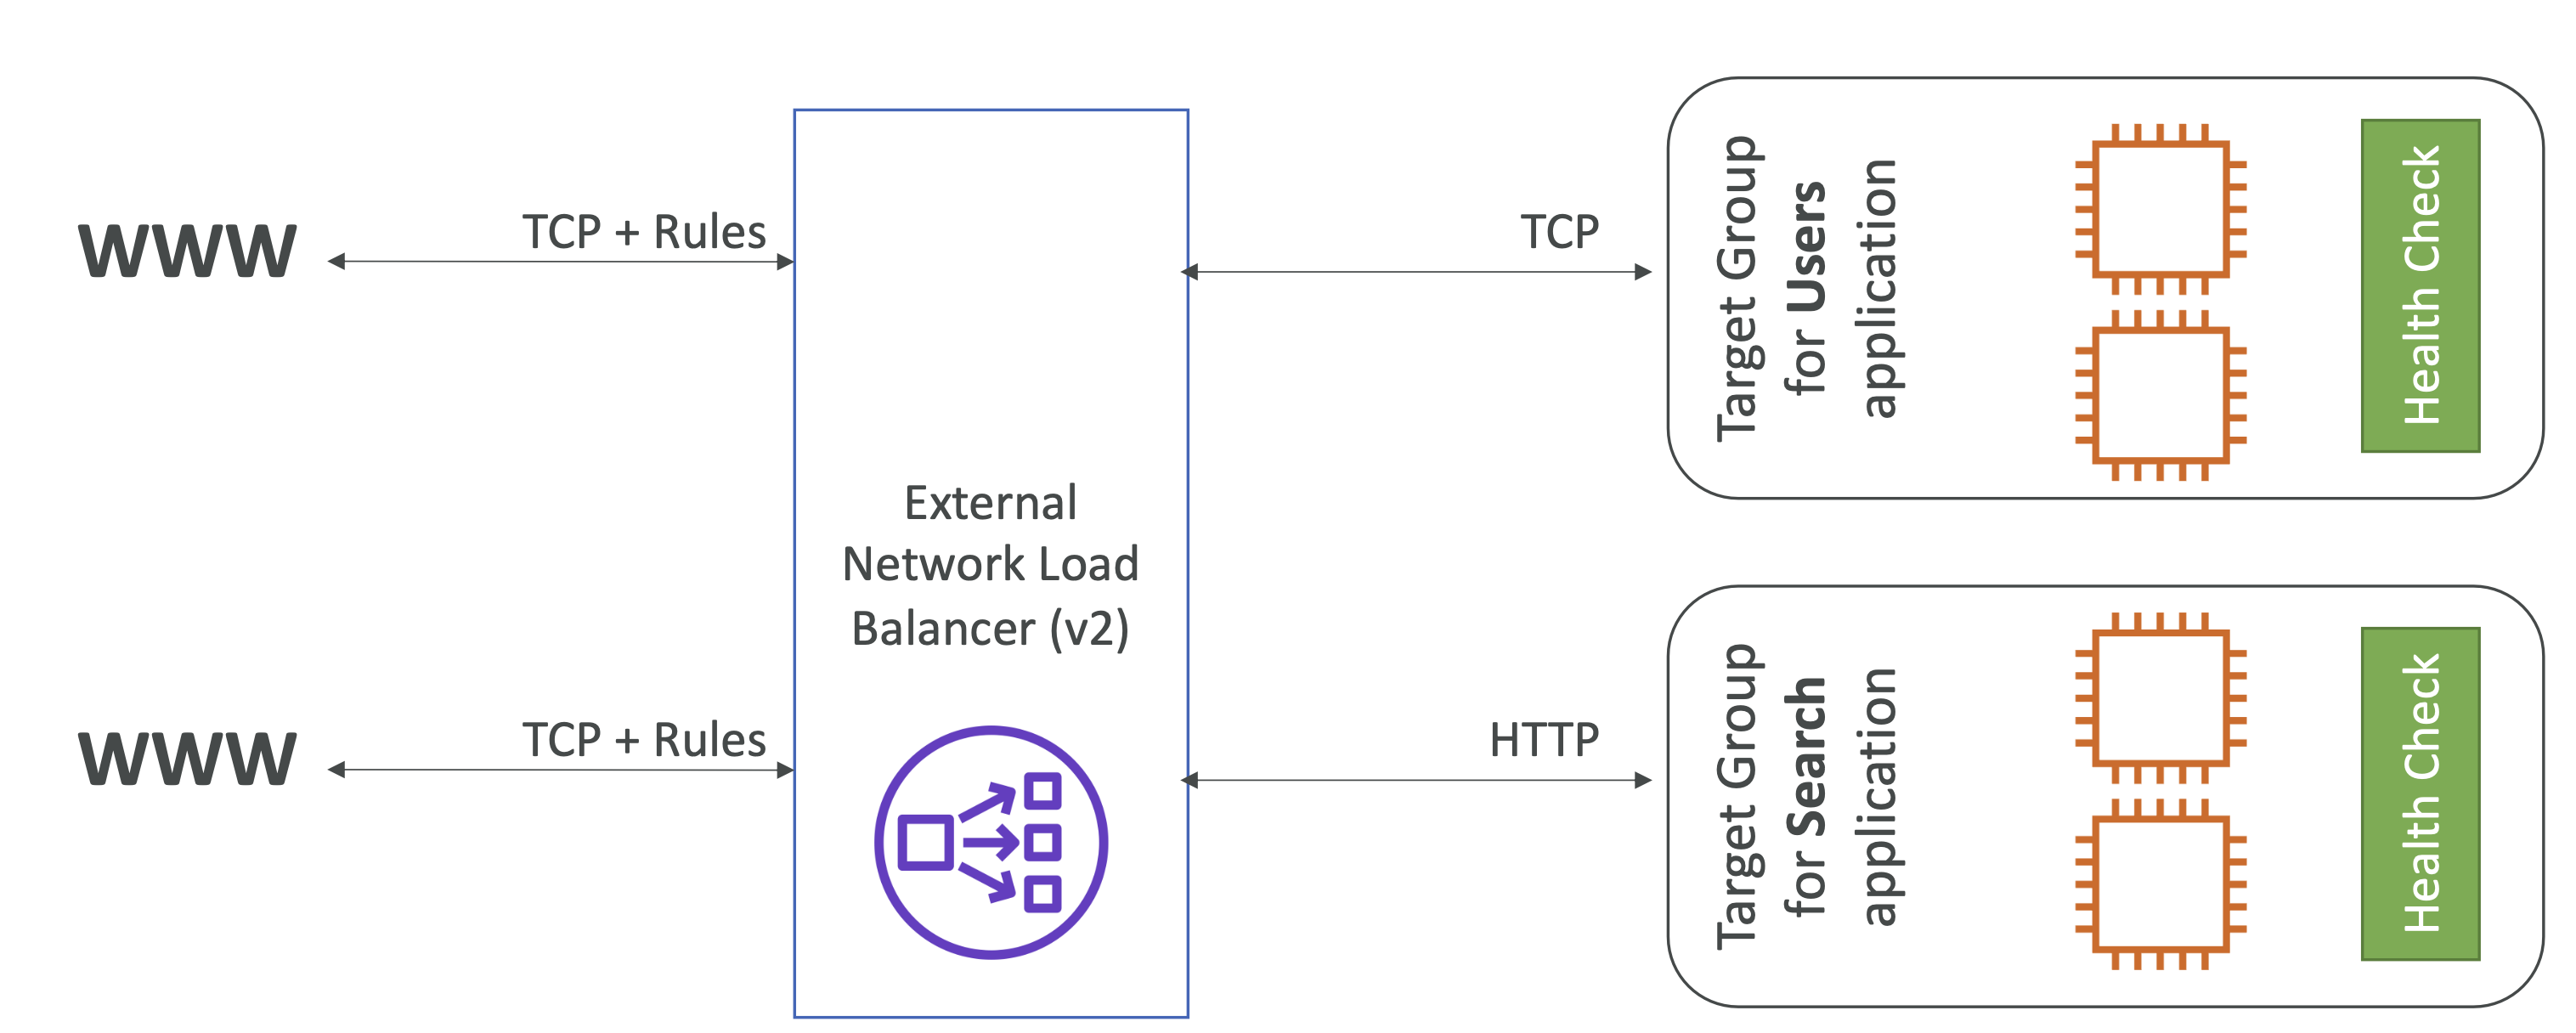 WWW
TCP + Rules
TCP
Target Group
for Users
application
Health Check
External
Network Load
Balancer (v2)
WWW
TCP + Rules
HTTP
Target Group
for Search
application
Health Check